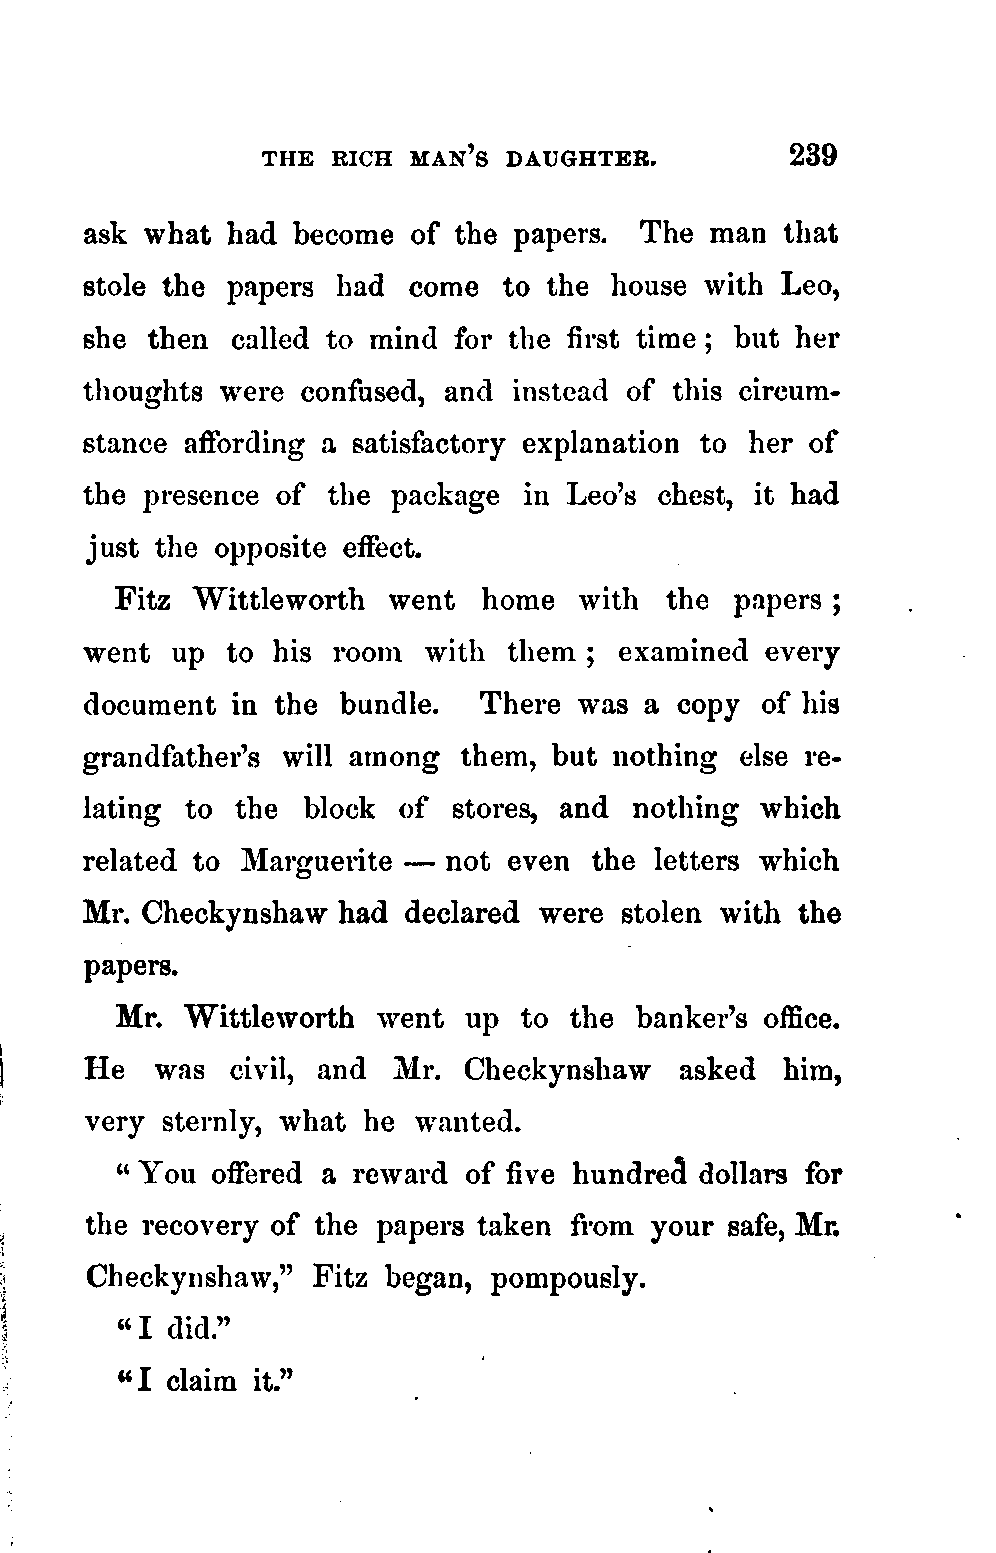 THE RICH MAN'S DAUGHTER. 239
ask what had become of the papers. The man that
stole the papers had come to the house with Leo,
she then called to mind for the first time; but her
thoughts were confused, and instead of this circum-
stance affording a satisfactory explanation to her of
the presence of the package in Leo's chest, it had
just the opposite effect.
Fitz Wittleworth went home with the papers;
went up to his room with them; examined every
document in the bundle. There was a copy of his
grandfather's will among them, but nothing else re-
lating to the block of stores, and nothing which
related to Marguerite — not even the letters which
Mr. Checkynshaw had declared were stolen with the
papers.
Mr. Wittleworth went up to the banker's office.
He was civil, and Mr. Checkynshaw asked him,
very sternly, what he wanted.
"You offered a reward of five hundred dollars for
the recovery of the papers taken from your safe, Mr.
Checkynshaw," Fitz began, pompously.
"I did."
"I claim it."